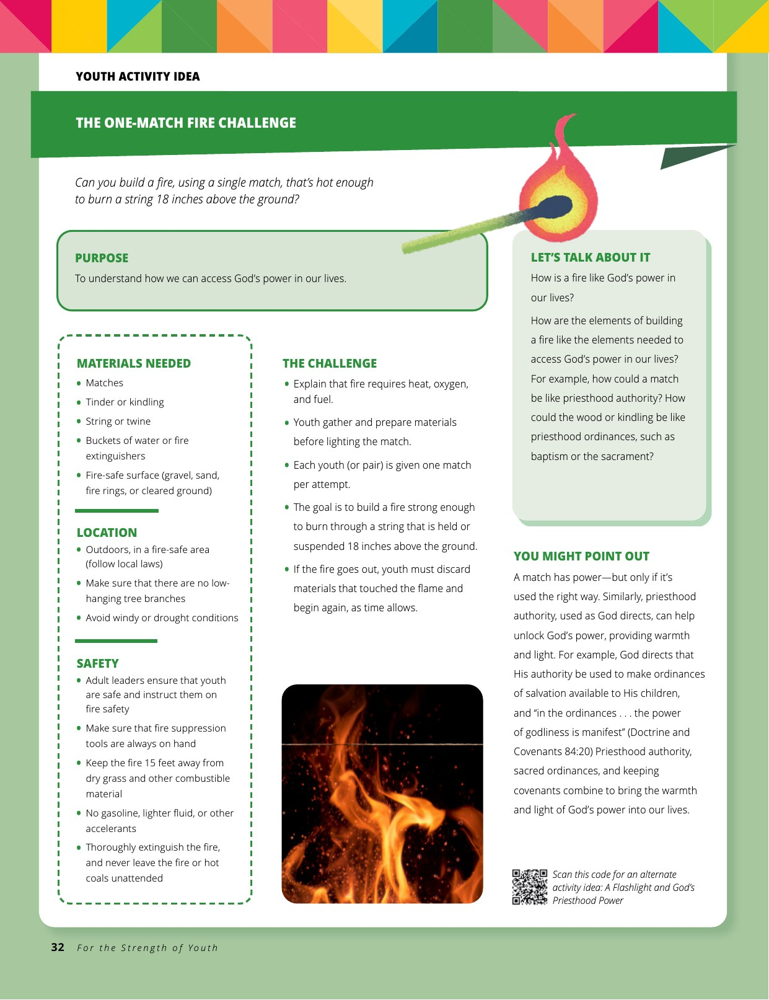 YOUTH ACTIVITY IDEA
THE ONE-MATCH FIRE CHALLENGE
Can you build a fire, using a single match, that’s hot enough
to burn a string 18 inches above the ground?
PURPOSE
To understand how we can access God’s power in our lives.
MATERIALS NEEDED
• Matches
• Tinder or kindling
• String or twine
• Buckets of water or fire
extinguishers
• Fire-safe surface (gravel, sand,
fire rings, or cleared ground)
LOCATION
• Outdoors, in a fire-safe area
(follow local laws)
• Make sure that there are no low-
hanging tree branches
• Avoid windy or drought conditions
SAFETY
• Adult leaders ensure that youth
are safe and instruct them on
fire safety
• Make sure that fire suppression
tools are always on hand
• Keep the fire 15 feet away from
dry grass and other combustible
material
• No gasoline, lighter fluid, or other
accelerants
• Thoroughly extinguish the fire,
and never leave the fire or hot
coals unattended
THE CHALLENGE
• Explain that fire requires heat, oxygen,
and fuel.
• Youth gather and prepare materials
before lighting the match.
• Each youth (or pair) is given one match
per attempt.
• The goal is to build a fire strong enough
to burn through a string that is held or
suspended 18 inches above the ground.
• If the fire goes out, youth must discard
materials that touched the flame and
begin again, as time allows.
LET’S TALK ABOUT IT
How is a fire like God’s power in
our lives?
How are the elements of building
a fire like the elements needed to
access God’s power in our lives?
For example, how could a match
be like priesthood authority? How
could the wood or kindling be like
priesthood ordinances, such as
baptism or the sacrament?
YOU MIGHT POINT OUT
A match has power—but only if it’s
used the right way. Similarly, priesthood
authority, used as God directs, can help
unlock God’s power, providing warmth
and light. For example, God directs that
His authority be used to make ordinances
of salvation available to His children,
and “in the ordinances . . . the power
of godliness is manifest” (Doctrine and
Covenants 84:20) Priesthood authority,
sacred ordinances, and keeping
covenants combine to bring the warmth
and light of God’s power into our lives.
Scan this code for an alternate
activity idea: A Flashlight and God’s
Priesthood Power
32 For the Strength of Youth